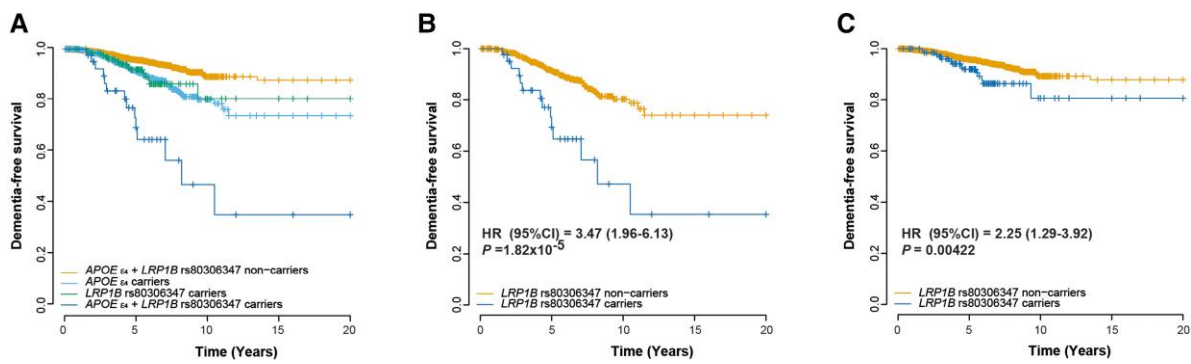 A
Dementia-free survival
1.0
0.8
0.6
0.4
0.2
0.0
APOE ε4 + LRP1B rs80306347 non-carriers
APOE ε4 carriers
LRP1B rs80306347 carriers
APOE ε4 + LRP1B rs80306347 carriers
0 5 10 15 20
Time (Years)
B
Dementia-free survival
1.0
0.8
0.6
0.4
0.2
0.0
HR (95%CI) = 3.47 (1.96-6.13)
P =1.82x10-5
LRP1B rs80306347 non-carriers
LRP1B rs80306347 carriers
0 5 10 15 20
Time (Years)
C
Dementia-free survival
1.0
0.8
0.6
0.4
0.2
0.0
HR (95%CI) = 2.25 (1.29-3.92)
P = 0.00422
LRP1B rs80306347 non-carriers
LRP1B rs80306347 carriers
0 5 10 15 20
Time (Years)